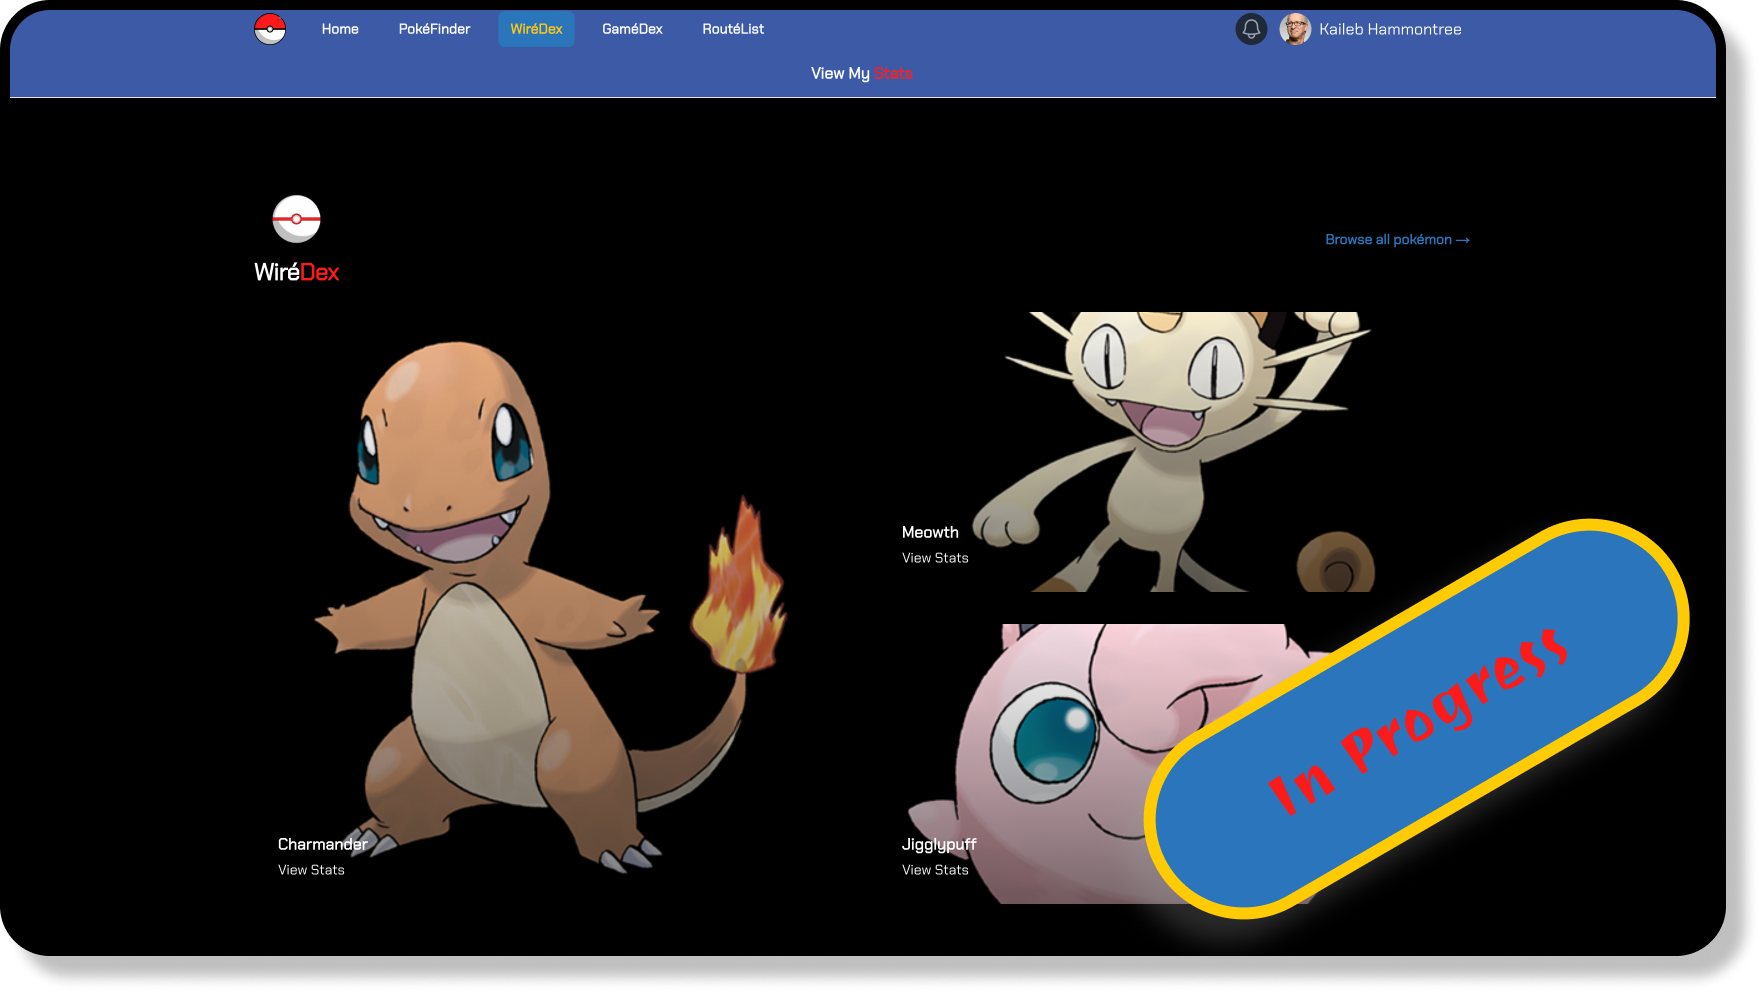 Home PokéFinder WiréDex GaméDex RoutéList Kaileb Hammontree
View My Stats
Browse all pokémon →
WiréDex
Meowth
View Stats
Charmander
View Stats
Jigglypuff
View Stats
In Progress